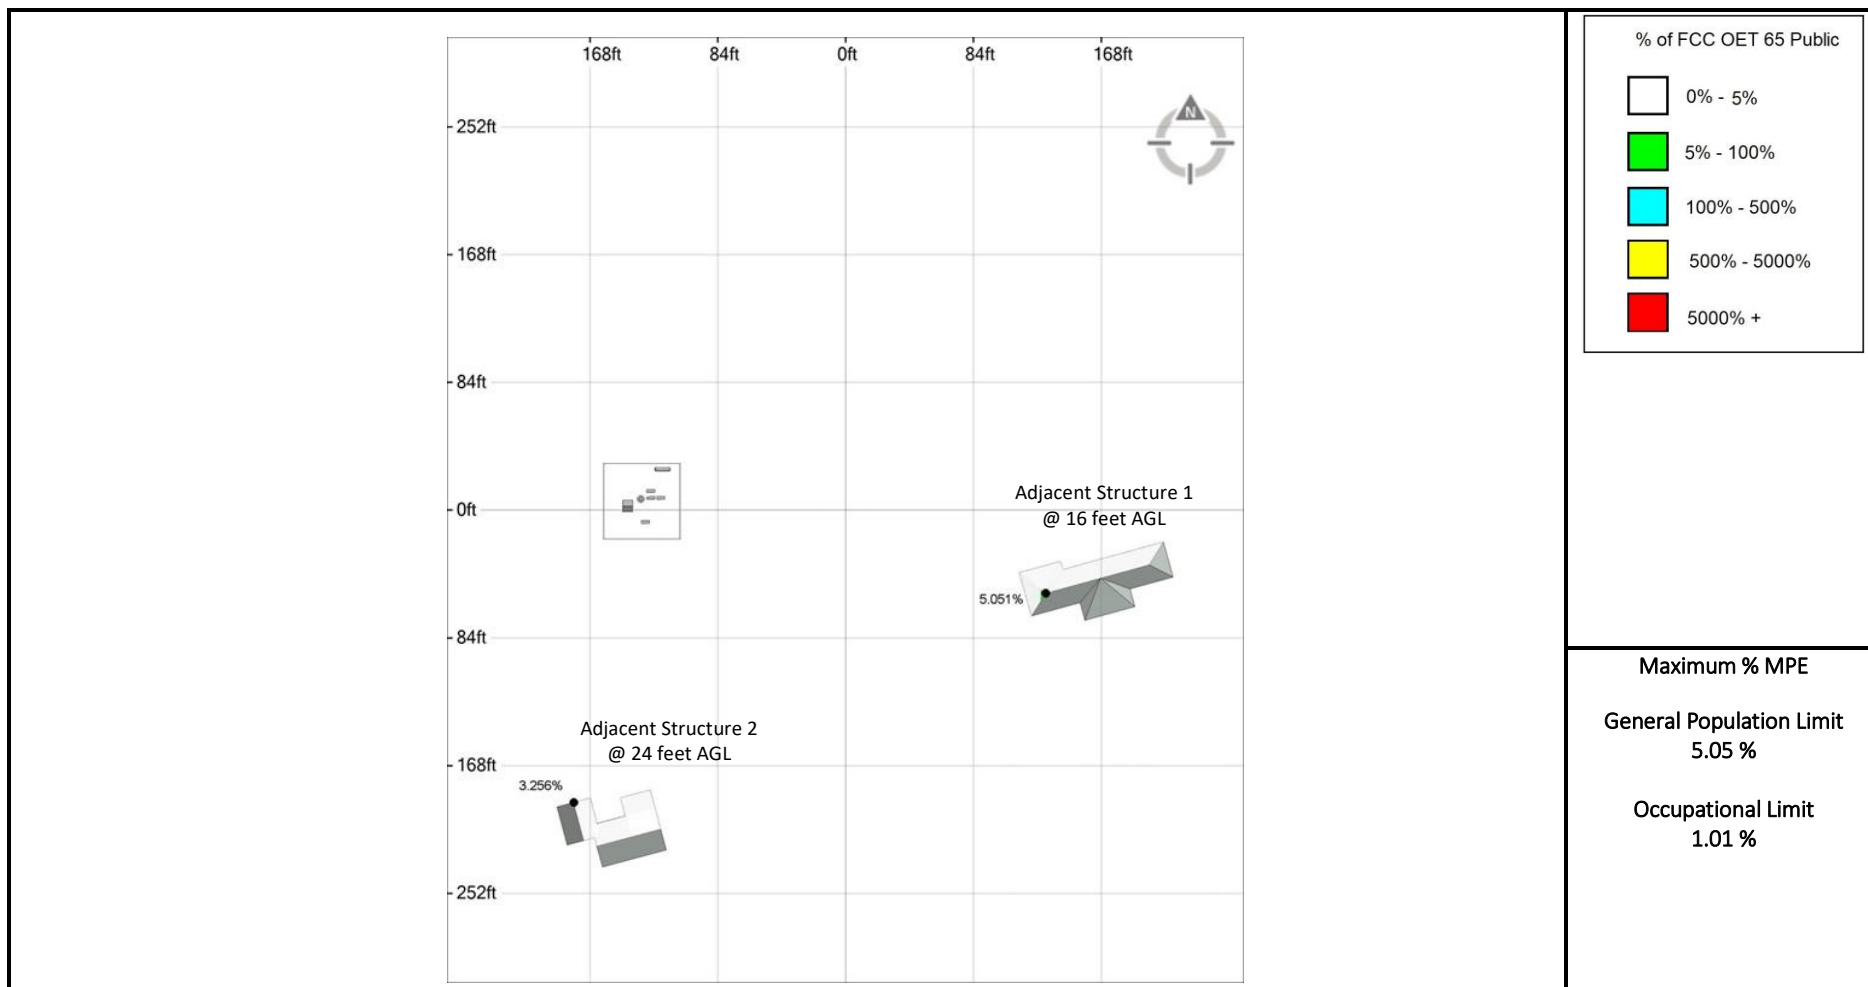 168ft 84ft 0ft 84ft 168ft
N
252ft
168ft
84ft
0ft
84ft
168ft
252ft
Adjacent Structure 1
@ 16 feet AGL
5.051%
Adjacent Structure 2
@ 24 feet AGL
3.256%
% of FCC OET 65 Public
0% - 5%
5% - 100%
100% - 500%
500% - 5000%
5000% +
Maximum % MPE
General Population Limit
5.05 %
Occupational Limit
1.01 %